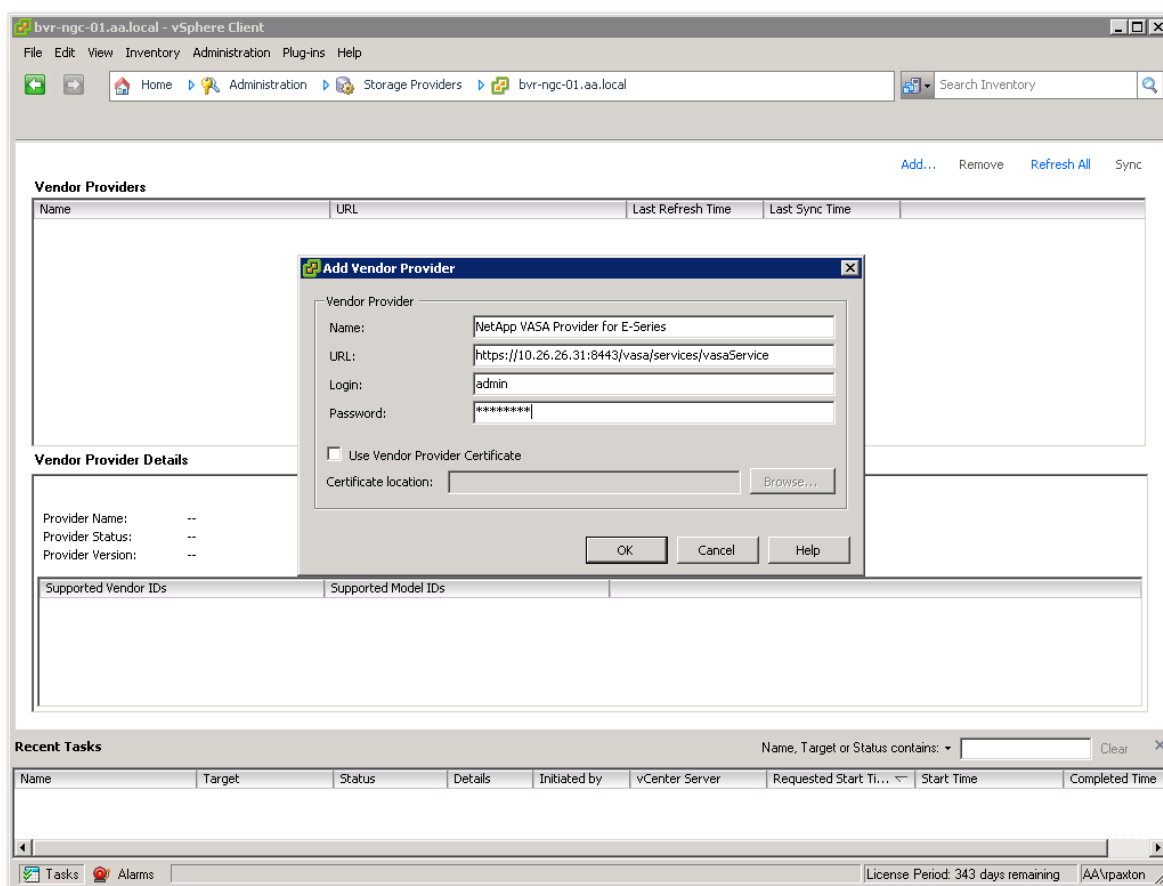 bvr-ngc-01.aa.local - vSphere Client
File Edit View Inventory Administration Plug-ins Help
Home Administration Storage Providers bvr-ngc-01.aa.local Search Inventory
Add... Remove Refresh All Sync
Vendor Providers
Name URL Last Refresh Time Last Sync Time
Add Vendor Provider
Vendor Provider
Name: NetApp VASA Provider for E-Series
URL: https://10.26.26.31:8443/vasa/services/vasaService
Login: admin
Password: ********
Use Vendor Provider Certificate
Certificate location: Browse...
OK Cancel Help
Vendor Provider Details
Provider Name: --
Provider Status: --
Provider Version: --
Supported Vendor IDs Supported Model IDs
Recent Tasks Name, Target or Status contains: Clear
Name Target Status Details Initiated by vCenter Server Requested Start Ti... Start Time Completed Time
Tasks Alarms License Period: 343 days remaining AA\rpaxton